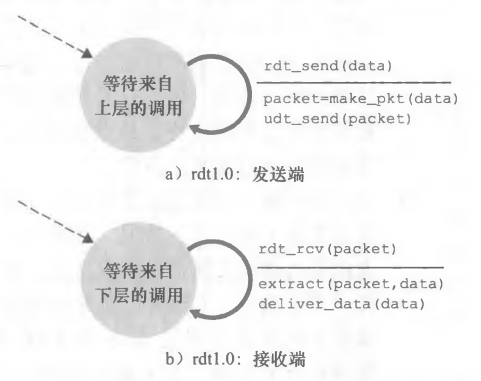 等待来自
上层的调用
rdt_send(data)
packet=make_pkt(data)
udt_send(packet)
a）rdt1.0：发送端
等待来自
下层的调用
rdt_rcv(packet)
extract(packet,data)
deliver_data(data)
b）rdt1.0：接收端